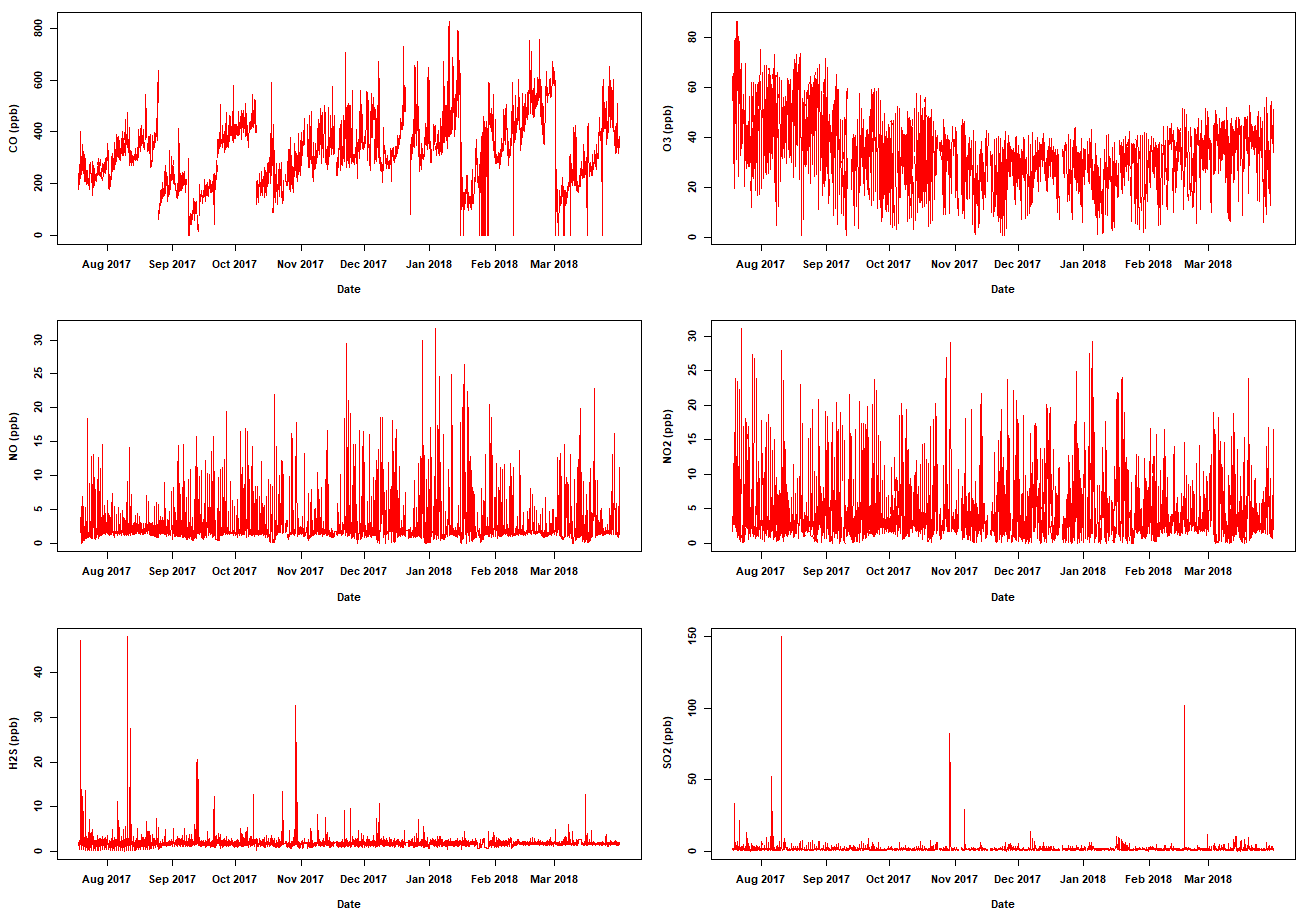 CO (ppb)
800
600
400
200
0
Aug 2017 Sep 2017 Oct 2017 Nov 2017 Dec 2017 Jan 2018 Feb 2018 Mar 2018
Date
O3 (ppb)
80
60
40
20
0
Aug 2017 Sep 2017 Oct 2017 Nov 2017 Dec 2017 Jan 2018 Feb 2018 Mar 2018
Date
NO (ppb)
30
25
20
15
10
5
0
Aug 2017 Sep 2017 Oct 2017 Nov 2017 Dec 2017 Jan 2018 Feb 2018 Mar 2018
Date
NO2 (ppb)
30
25
20
15
10
5
0
Aug 2017 Sep 2017 Oct 2017 Nov 2017 Dec 2017 Jan 2018 Feb 2018 Mar 2018
Date
H2S (ppb)
40
30
20
10
0
Aug 2017 Sep 2017 Oct 2017 Nov 2017 Dec 2017 Jan 2018 Feb 2018 Mar 2018
Date
SO2 (ppb)
150
100
50
0
Aug 2017 Sep 2017 Oct 2017 Nov 2017 Dec 2017 Jan 2018 Feb 2018 Mar 2018
Date